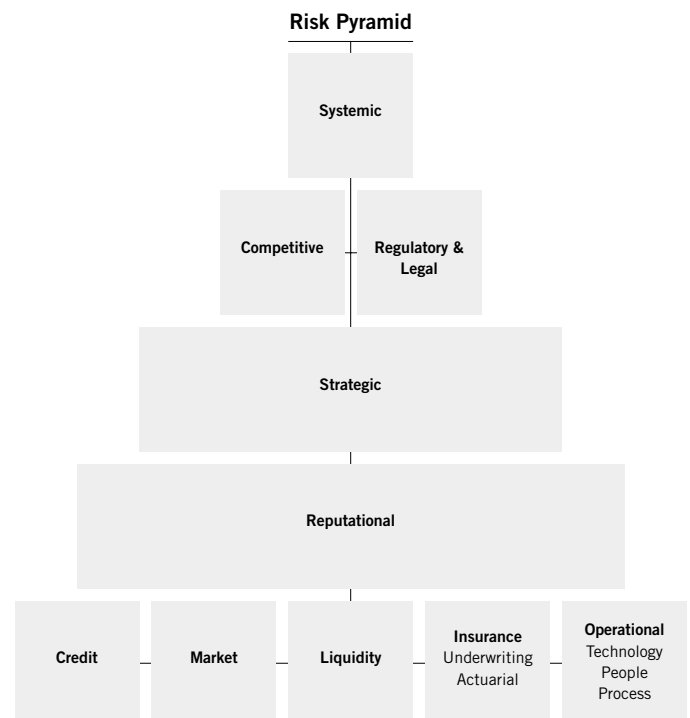 Risk Pyramid
Systemic
Competitive
Regulatory &
Legal
Strategic
Reputational
Credit
Market
Liquidity
Insurance
Underwriting
Actuarial
Operational
Technology
People
Process